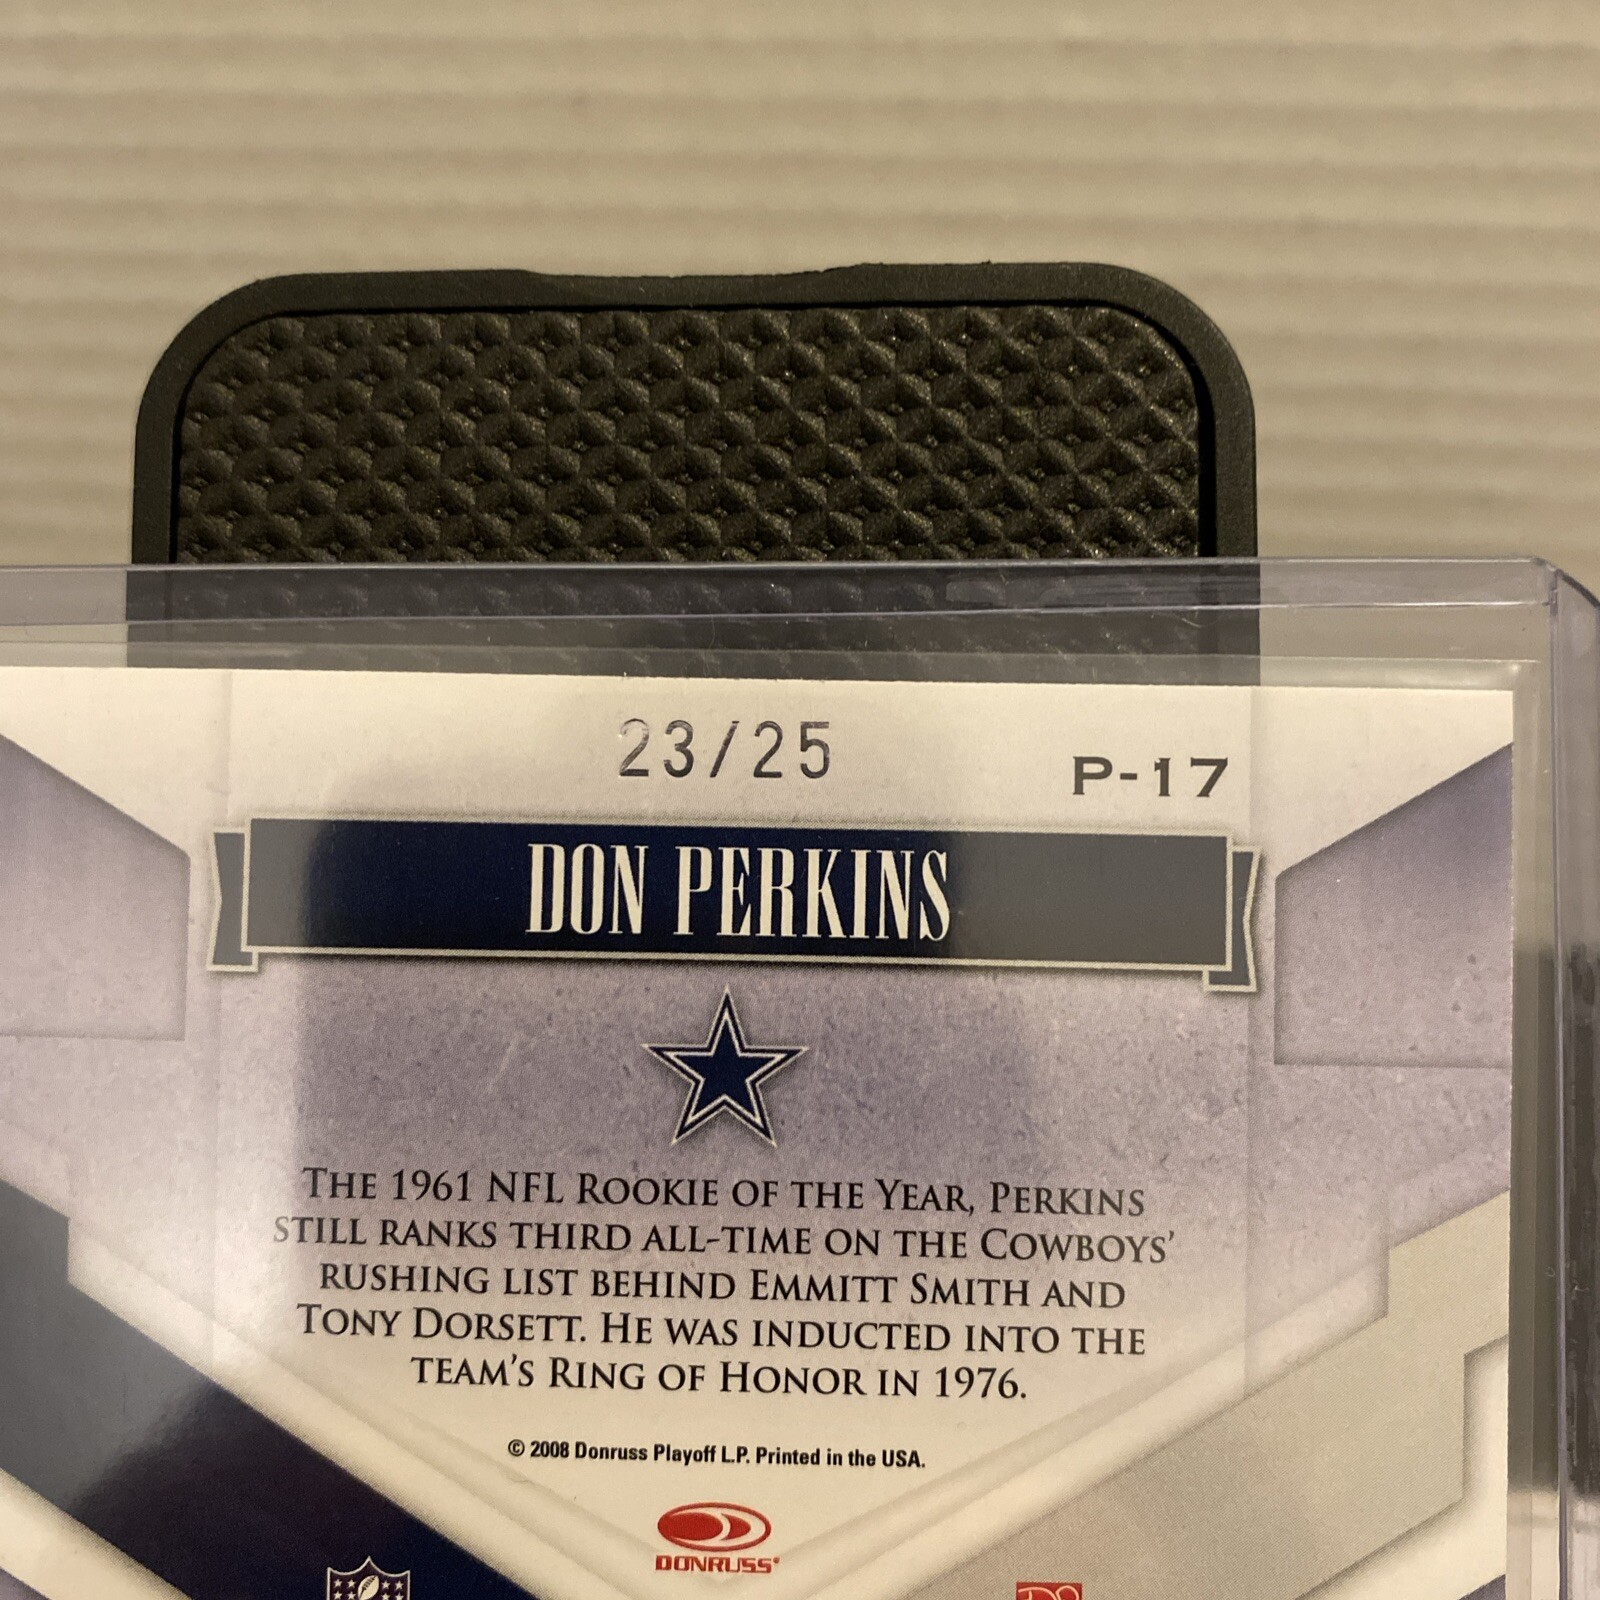 23/25
P-17
DON PERKINS
THE 1961 NFL ROOKIE OF THE YEAR, PERKINS
STILL RANKS THIRD ALL-TIME ON THE COWBOYS'
RUSHING LIST BEHIND EMMITT SMITH AND
TONY DORSETT. HE WAS INDUCTED INTO THE
TEAM'S RING OF HONOR IN 1976.
© 2008 Donruss Playoff L.P. Printed in the USA.
DONRUSS